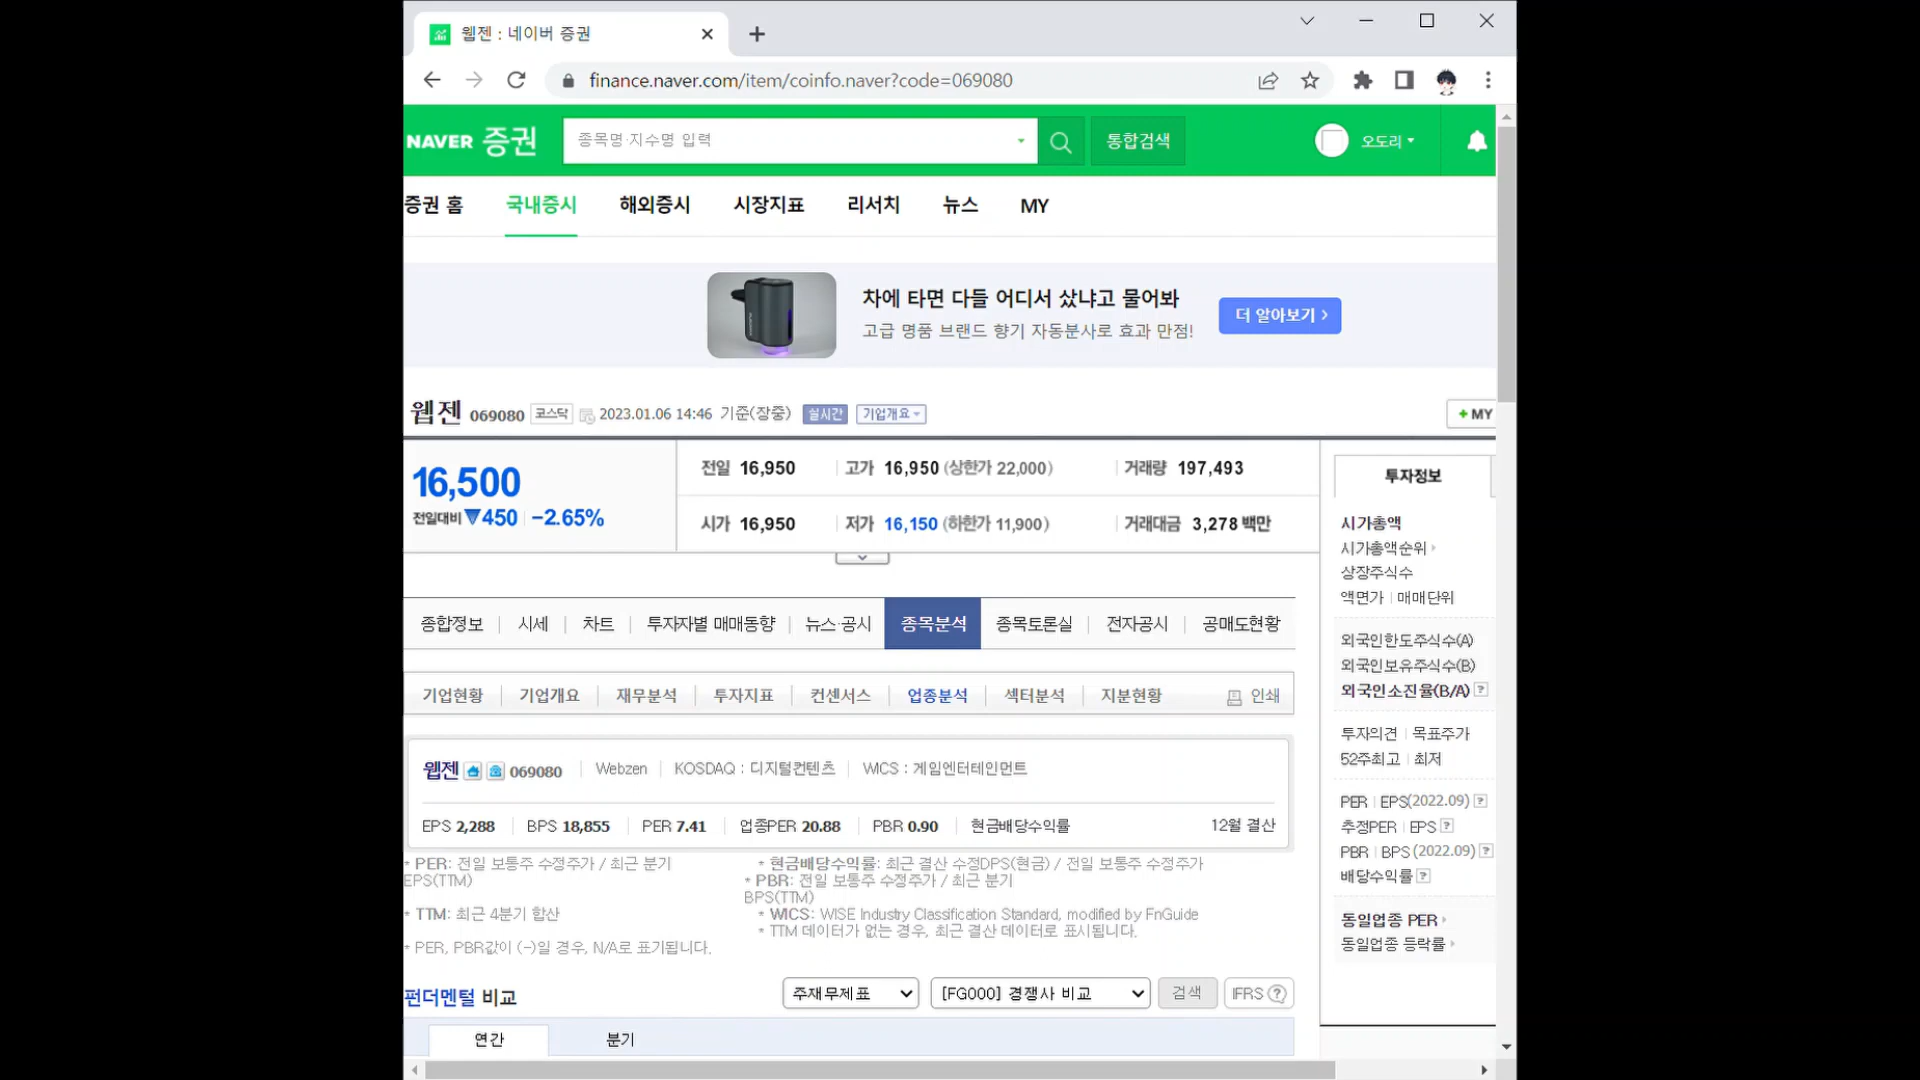 웹젠 : 네이버 증권
finance.naver.com/item/coinfo.naver?code=069080
NAVER 증권
종목명·지수명 입력
통합검색
오도리
증권 홈 국내증시 해외증시 시장지표 리서치 뉴스 MY
차에 타면 다들 어디서 샀냐고 물어봐
고급 명품 브랜드 향기 자동분사로 효과 만점!
더 알아보기 >
웹젠 069080 코스닥 2023.01.06 14:46 기준(장중) 실시간 기업개요
+ MY
16,500
전일대비 ▼450 -2.65%
전일 16,950 고가 16,950 (상한가 22,000) 거래량 197,493
시가 16,950 저가 16,150 (하한가 11,900) 거래대금 3,278 백만
종합정보 시세 차트 투자자별 매매동향 뉴스·공시 종목분석 종목토론실 전자공시 공매도현황
기업현황 기업개요 재무분석 투자지표 컨센서스 업종분석 섹터분석 지분현황 인쇄
웹젠 069080 Webzen KOSDAQ : 디지털컨텐츠 WICS : 게임엔터테인먼트
EPS 2,288 BPS 18,855 PER 7.41 업종PER 20.88 PBR 0.90 현금배당수익률 12월 결산
* PER: 전일 보통주 수정주가 / 최근 분기
EPS(TTM)
* TTM: 최근 4분기 합산
* PER, PBR값이 (-)일 경우, N/A로 표기됩니다.
* 현금배당수익률: 최근 결산 수정DPS(현금) / 전일 보통주 수정주가
* PBR: 전일 보통주 수정주가 / 최근 분기
BPS(TTM)
* WICS: WISE Industry Classification Standard, modified by FnGuide
* TTM 데이터가 없는 경우, 최근 결산 데이터로 표시됩니다.
펀더멘털 비교
주재무제표 [FG000] 경쟁사 비교 검색 IFRS ?
연간 분기
투자정보
시가총액
시가총액순위
상장주식수
액면가 | 매매단위
외국인한도주식수(A)
외국인보유주식수(B)
외국인소진율(B/A) ?
투자의견 | 목표주가
52주최고 | 최저
PER | EPS(2022.09) ?
추정PER | EPS ?
PBR | BPS (2022.09) ?
배당수익률 ?
동일업종 PER
동일업종 등락률